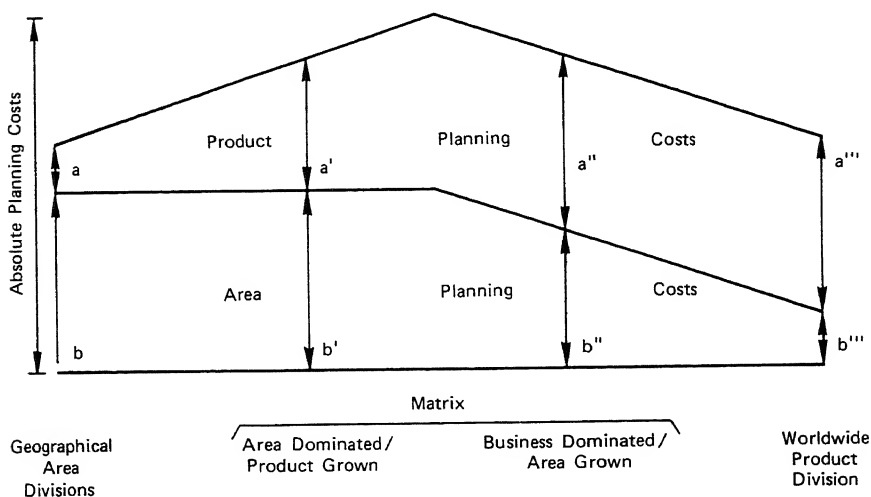 Absolute Planning Costs
Product Planning Costs
a a' a'' a'''
Area Planning Costs
b b' b'' b'''
Matrix
Geographical
Area
Divisions
Area Dominated/
Product Grown
Business Dominated/
Area Grown
Worldwide
Product
Division